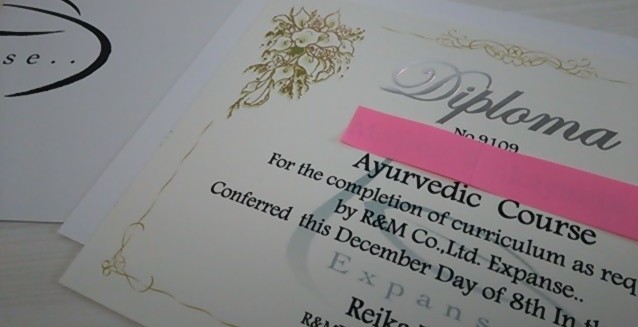 se..
Diploma
No.9109
Ayurvedic Course
For the completion of curriculum as req
by R&M Co.,Ltd. Expanse..
Conferred this December Day of 8th In th
Expans
Reika